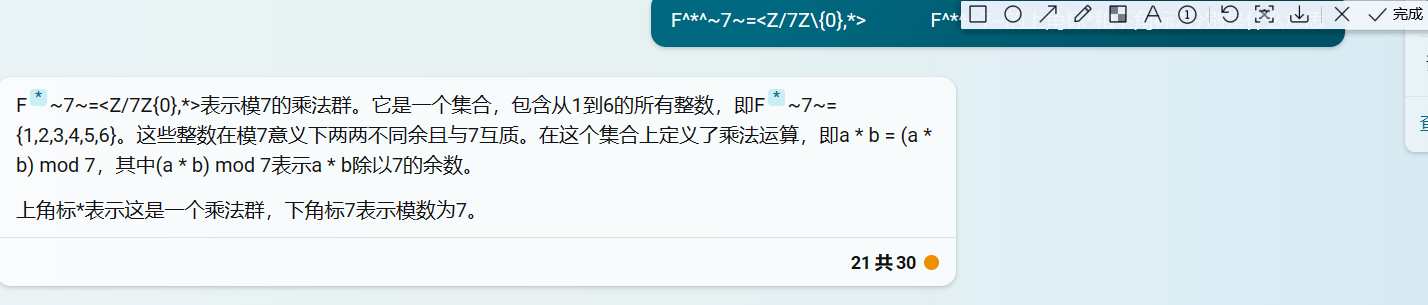 F^*^~7~=<Z/7Z\{0},*>
F^*
完成
F * ~7~=<Z/7Z{0},*>表示模7的乘法群。它是一个集合，包含从1到6的所有整数，即F * ~7~=
{1,2,3,4,5,6}。这些整数在模7意义下两两不同余且与7互质。在这个集合上定义了乘法运算，即a * b = (a *
b) mod 7，其中(a * b) mod 7表示a * b除以7的余数。
上角标*表示这是一个乘法群，下角标7表示模数为7。
21 共 30